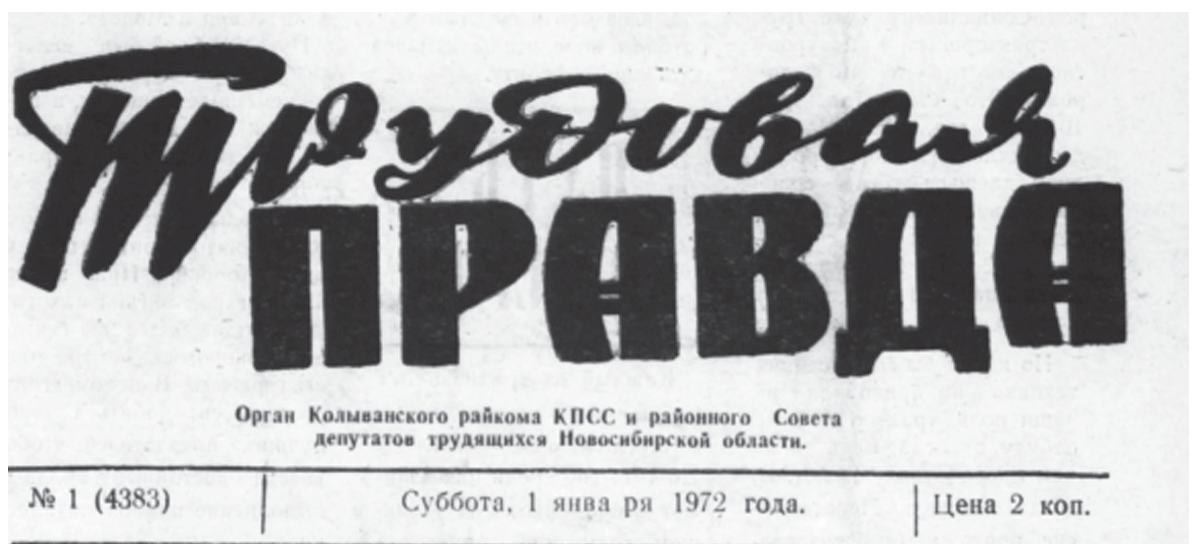 Трудовая
ПРАВДА
Орган Колыванского райкома КПСС и районного Совета
депутатов трудящихся Новосибирской области.
№ 1 (4383)
Суббота, 1 янва ря 1972 года.
Цена 2 коп.